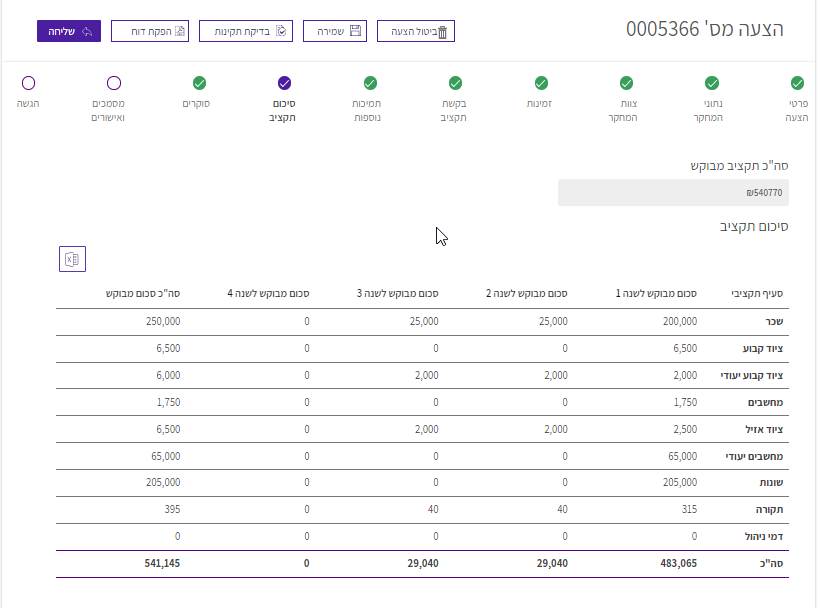 הצעה מס' 0005366
ביטול הצעה
שמירה
בדיקת תקינות
הפקת דוח
שליחה
פרטי הצעה
נתוני המחקר
צוות המחקר
זמינות
בקשת תקציב
תמיכות נוספות
סיכום תקציב
סוקרים
מסמכים ואישורים
הגשה
סה"כ תקציב מבוקש
₪540770
סיכום תקציב
סעיף תקציבי סכום מבוקש לשנה 1 סכום מבוקש לשנה 2 סכום מבוקש לשנה 3 סכום מבוקש לשנה 4 סה"כ סכום מבוקש
שכר 200,000 25,000 25,000 0 250,000
ציוד קבוע 6,500 0 0 0 6,500
ציוד קבוע יעודי 2,000 2,000 2,000 0 6,000
מחשבים 1,750 0 0 0 1,750
ציוד אזיל 2,500 2,000 2,000 0 6,500
מחשבים יעודי 65,000 0 0 0 65,000
שונות 205,000 0 0 0 205,000
תקורה 315 40 40 0 395
דמי ניהול 0 0 0 0 0
סה"כ 483,065 29,040 29,040 0 541,145